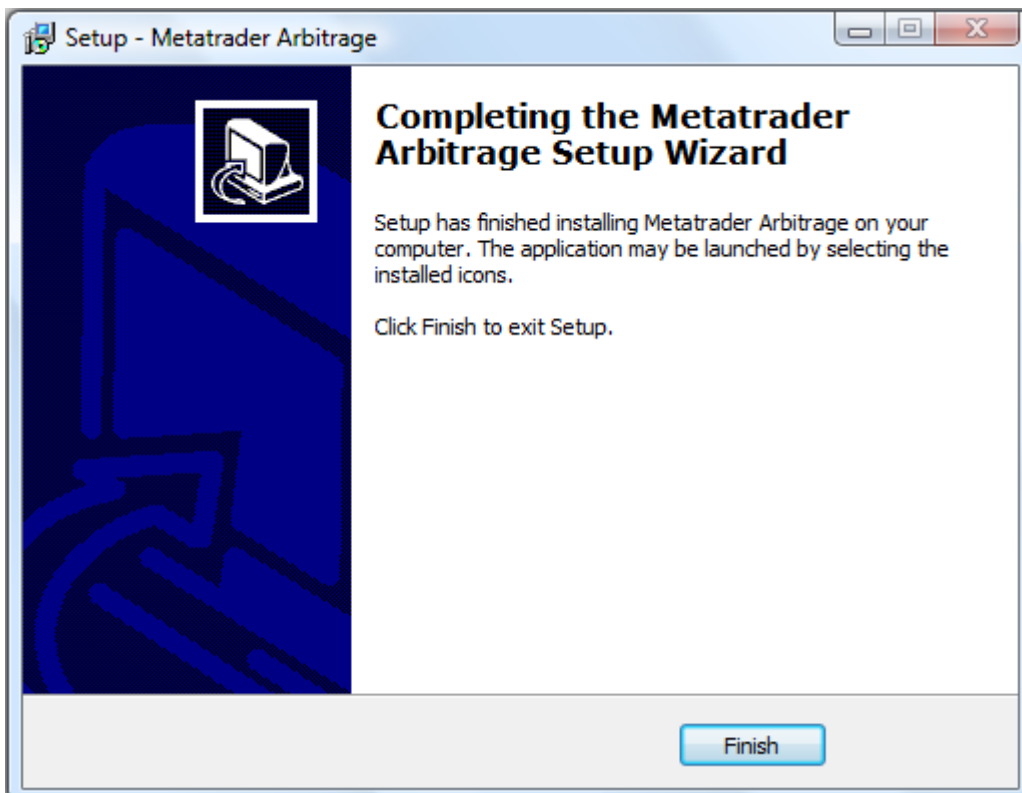 Setup - Metatrader Arbitrage
Completing the Metatrader
Arbitrage Setup Wizard
Setup has finished installing Metatrader Arbitrage on your
computer. The application may be launched by selecting the
installed icons.
Click Finish to exit Setup.
Finish